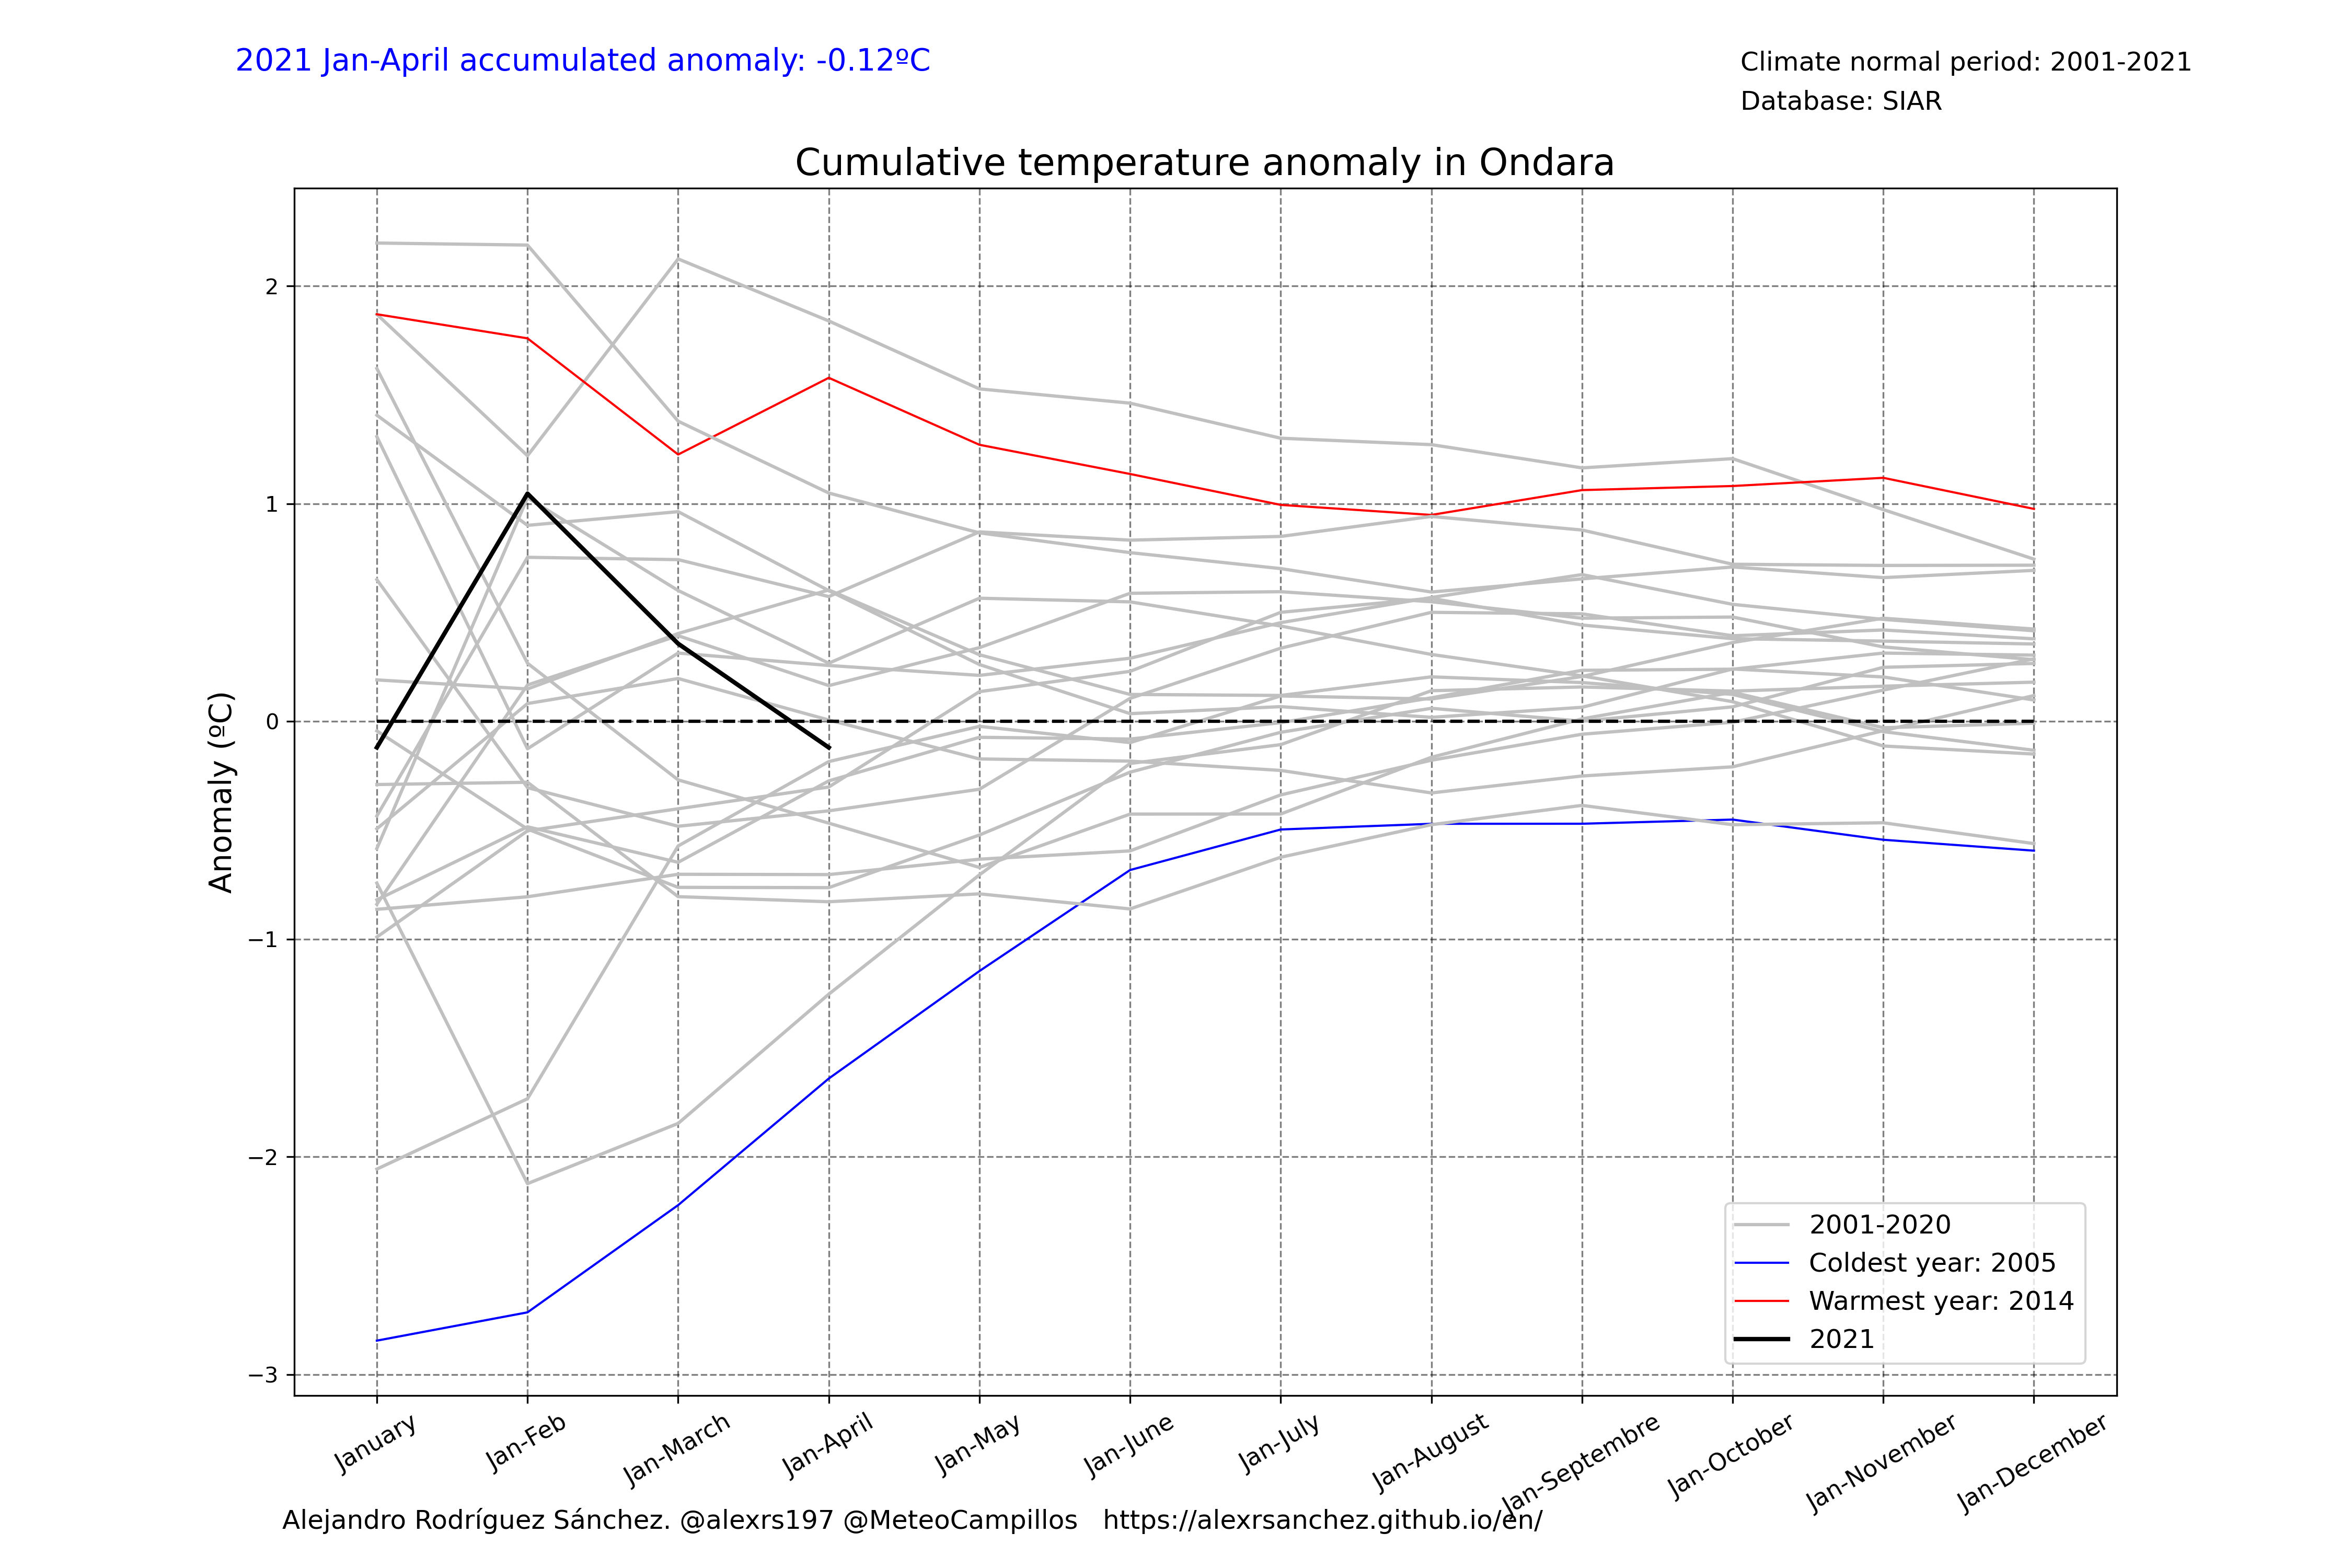 2021 Jan-April accumulated anomaly: -0.12ºC
Climate normal period: 2001-2021
Database: SIAR
Cumulative temperature anomaly in Ondara
Anomaly (ºC)
2
1
0
−1
−2
−3
2001-2020
Coldest year: 2005
Warmest year: 2014
2021
January
Jan-Feb
Jan-March
Jan-April
Jan-May
Jan-June
Jan-July
Jan-August
Jan-Septembre
Jan-October
Jan-November
Jan-December
Alejandro Rodríguez Sánchez. @alexrs197 @MeteoCampillos   https://alexrsanchez.github.io/en/